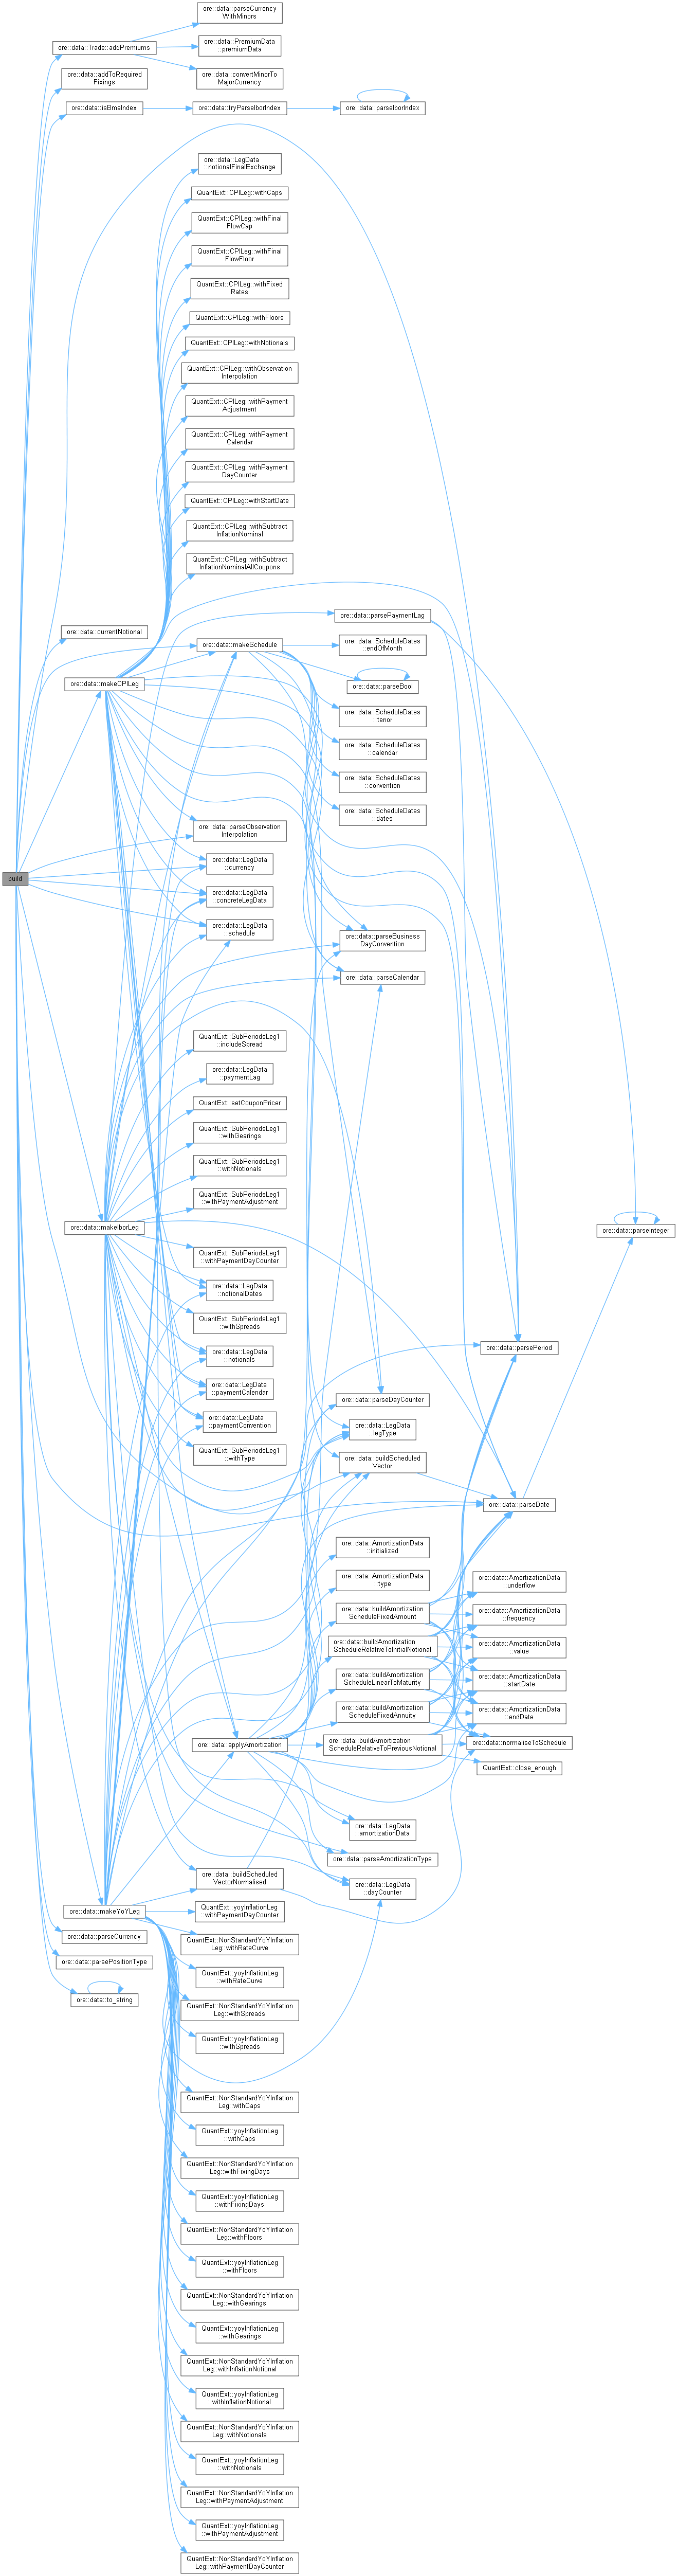 ore::data::parseCurrency
WithMinors
ore::data::Trade::addPremiums
ore::data::PremiumData
::premiumData
ore::data::addToRequired
Fixings
ore::data::convertMinorTo
MajorCurrency
ore::data::isBmaIndex
ore::data::tryParseIborIndex
ore::data::parseIborIndex
ore::data::LegData
::notionalFinalExchange
QuantExt::CPILeg::withCaps
QuantExt::CPILeg::withFinal
FlowCap
QuantExt::CPILeg::withFinal
FlowFloor
QuantExt::CPILeg::withFixed
Rates
QuantExt::CPILeg::withFloors
QuantExt::CPILeg::withNotionals
QuantExt::CPILeg::withObservation
Interpolation
QuantExt::CPILeg::withPayment
Adjustment
QuantExt::CPILeg::withPayment
Calendar
QuantExt::CPILeg::withPayment
DayCounter
QuantExt::CPILeg::withStartDate
QuantExt::CPILeg::withSubtract
InflationNominal
QuantExt::CPILeg::withSubtract
InflationNominalAllCoupons
ore::data::parsePaymentLag
ore::data::currentNotional
ore::data::makeSchedule
ore::data::ScheduleDates
::endOfMonth
ore::data::makeCPILeg
ore::data::parseBool
ore::data::ScheduleDates
::tenor
ore::data::ScheduleDates
::calendar
ore::data::ScheduleDates
::convention
ore::data::ScheduleDates
::dates
ore::data::parseObservation
Interpolation
ore::data::LegData
::currency
build
ore::data::LegData
::concreteLegData
ore::data::LegData
::schedule
ore::data::parseBusiness
DayConvention
ore::data::parseCalendar
QuantExt::SubPeriodsLeg1
::includeSpread
ore::data::LegData
::paymentLag
QuantExt::setCouponPricer
QuantExt::SubPeriodsLeg1
::withGearings
QuantExt::SubPeriodsLeg1
::withNotionals
QuantExt::SubPeriodsLeg1
::withPaymentAdjustment
ore::data::makeIborLeg
ore::data::parseInteger
QuantExt::SubPeriodsLeg1
::withPaymentDayCounter
ore::data::LegData
::notionalDates
QuantExt::SubPeriodsLeg1
::withSpreads
ore::data::LegData
::notionals
ore::data::parsePeriod
ore::data::LegData
::paymentCalendar
ore::data::parseDayCounter
ore::data::LegData
::paymentConvention
ore::data::LegData
::legType
QuantExt::SubPeriodsLeg1
::withType
ore::data::buildScheduled
Vector
ore::data::parseDate
ore::data::AmortizationData
::initialized
ore::data::AmortizationData
::type
ore::data::AmortizationData
::underflow
ore::data::buildAmortization
ScheduleFixedAmount
ore::data::AmortizationData
::frequency
ore::data::buildAmortization
ScheduleRelativeToInitialNotional
ore::data::AmortizationData
::value
ore::data::buildAmortization
ScheduleLinearToMaturity
ore::data::AmortizationData
::startDate
ore::data::buildAmortization
ScheduleFixedAnnuity
ore::data::AmortizationData
::endDate
ore::data::applyAmortization
ore::data::buildAmortization
ScheduleRelativeToPreviousNotional
ore::data::normaliseToSchedule
QuantExt::close_enough
ore::data::LegData
::amortizationData
ore::data::parseAmortizationType
ore::data::buildScheduled
VectorNormalised
ore::data::LegData
::dayCounter
ore::data::makeYoYLeg
QuantExt::yoyInflationLeg
::withPaymentDayCounter
ore::data::parseCurrency
QuantExt::NonStandardYoYInflation
Leg::withRateCurve
ore::data::parsePositionType
QuantExt::yoyInflationLeg
::withRateCurve
ore::data::to_string
QuantExt::NonStandardYoYInflation
Leg::withSpreads
QuantExt::yoyInflationLeg
::withSpreads
QuantExt::NonStandardYoYInflation
Leg::withCaps
QuantExt::yoyInflationLeg
::withCaps
QuantExt::NonStandardYoYInflation
Leg::withFixingDays
QuantExt::yoyInflationLeg
::withFixingDays
QuantExt::NonStandardYoYInflation
Leg::withFloors
QuantExt::yoyInflationLeg
::withFloors
QuantExt::NonStandardYoYInflation
Leg::withGearings
QuantExt::yoyInflationLeg
::withGearings
QuantExt::NonStandardYoYInflation
Leg::withInflationNotional
QuantExt::yoyInflationLeg
::withInflationNotional
QuantExt::NonStandardYoYInflation
Leg::withNotionals
QuantExt::yoyInflationLeg
::withNotionals
QuantExt::NonStandardYoYInflation
Leg::withPaymentAdjustment
QuantExt::yoyInflationLeg
::withPaymentAdjustment
QuantExt::NonStandardYoYInflation
Leg::withPaymentDayCounter